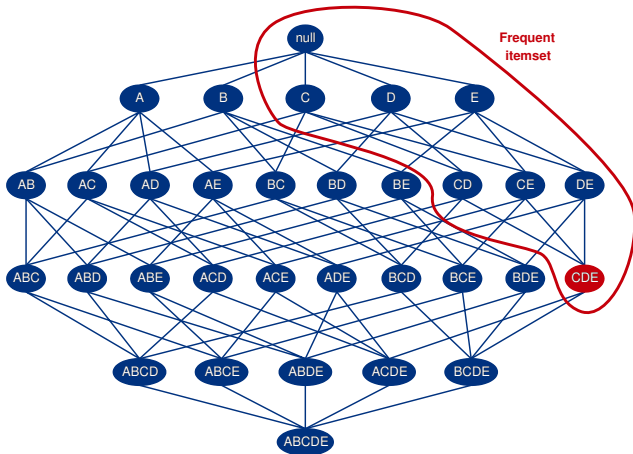 null
Frequent
itemset
A B C D E
AB AC AD AE BC BD BE CD CE DE
ABC ABD ABE ACD ACE ADE BCD BCE BDE CDE
ABCD ABCE ABDE ACDE BCDE
ABCDE